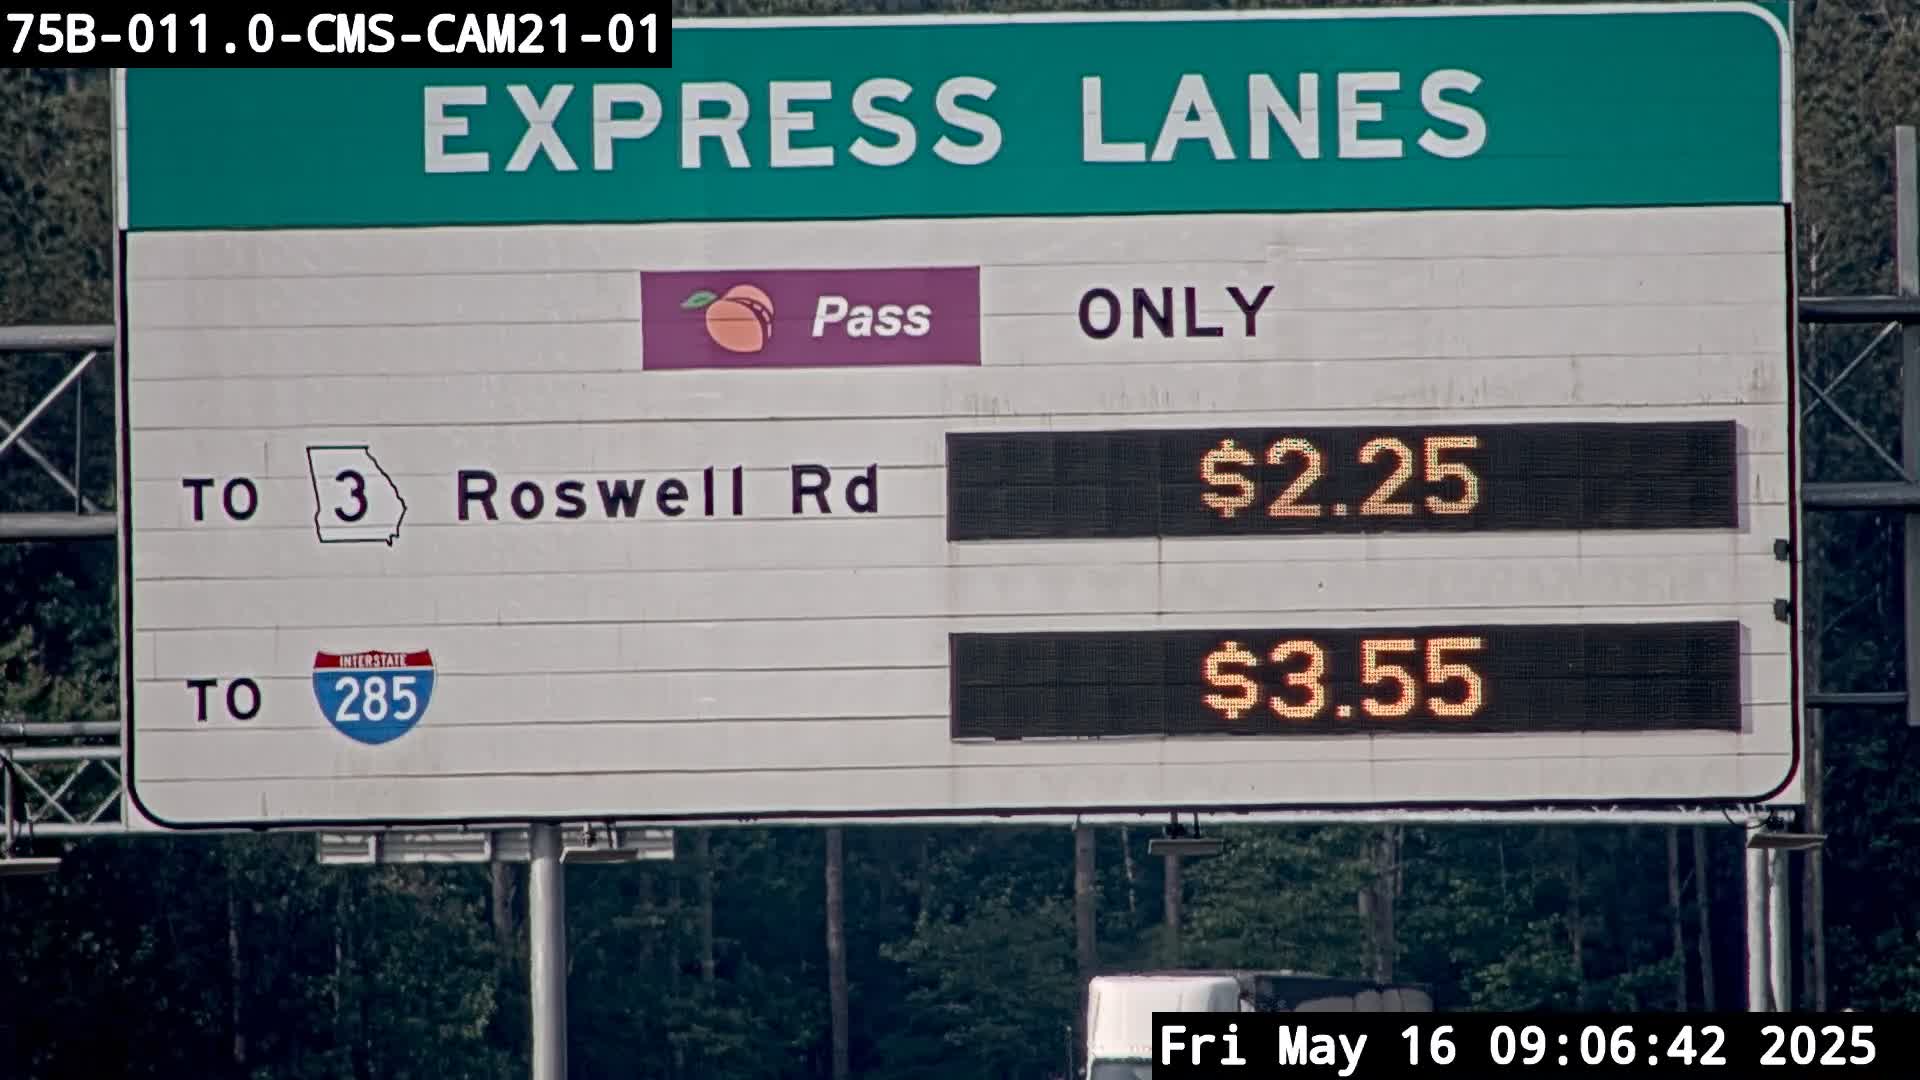 75B-011.0-CMS-CAM21-01
EXPRESS LANES
Pass ONLY
TO 3 Roswell Rd $2.25
TO INTERSTATE 285 $3.55
Fri May 16 09:06:42 2025